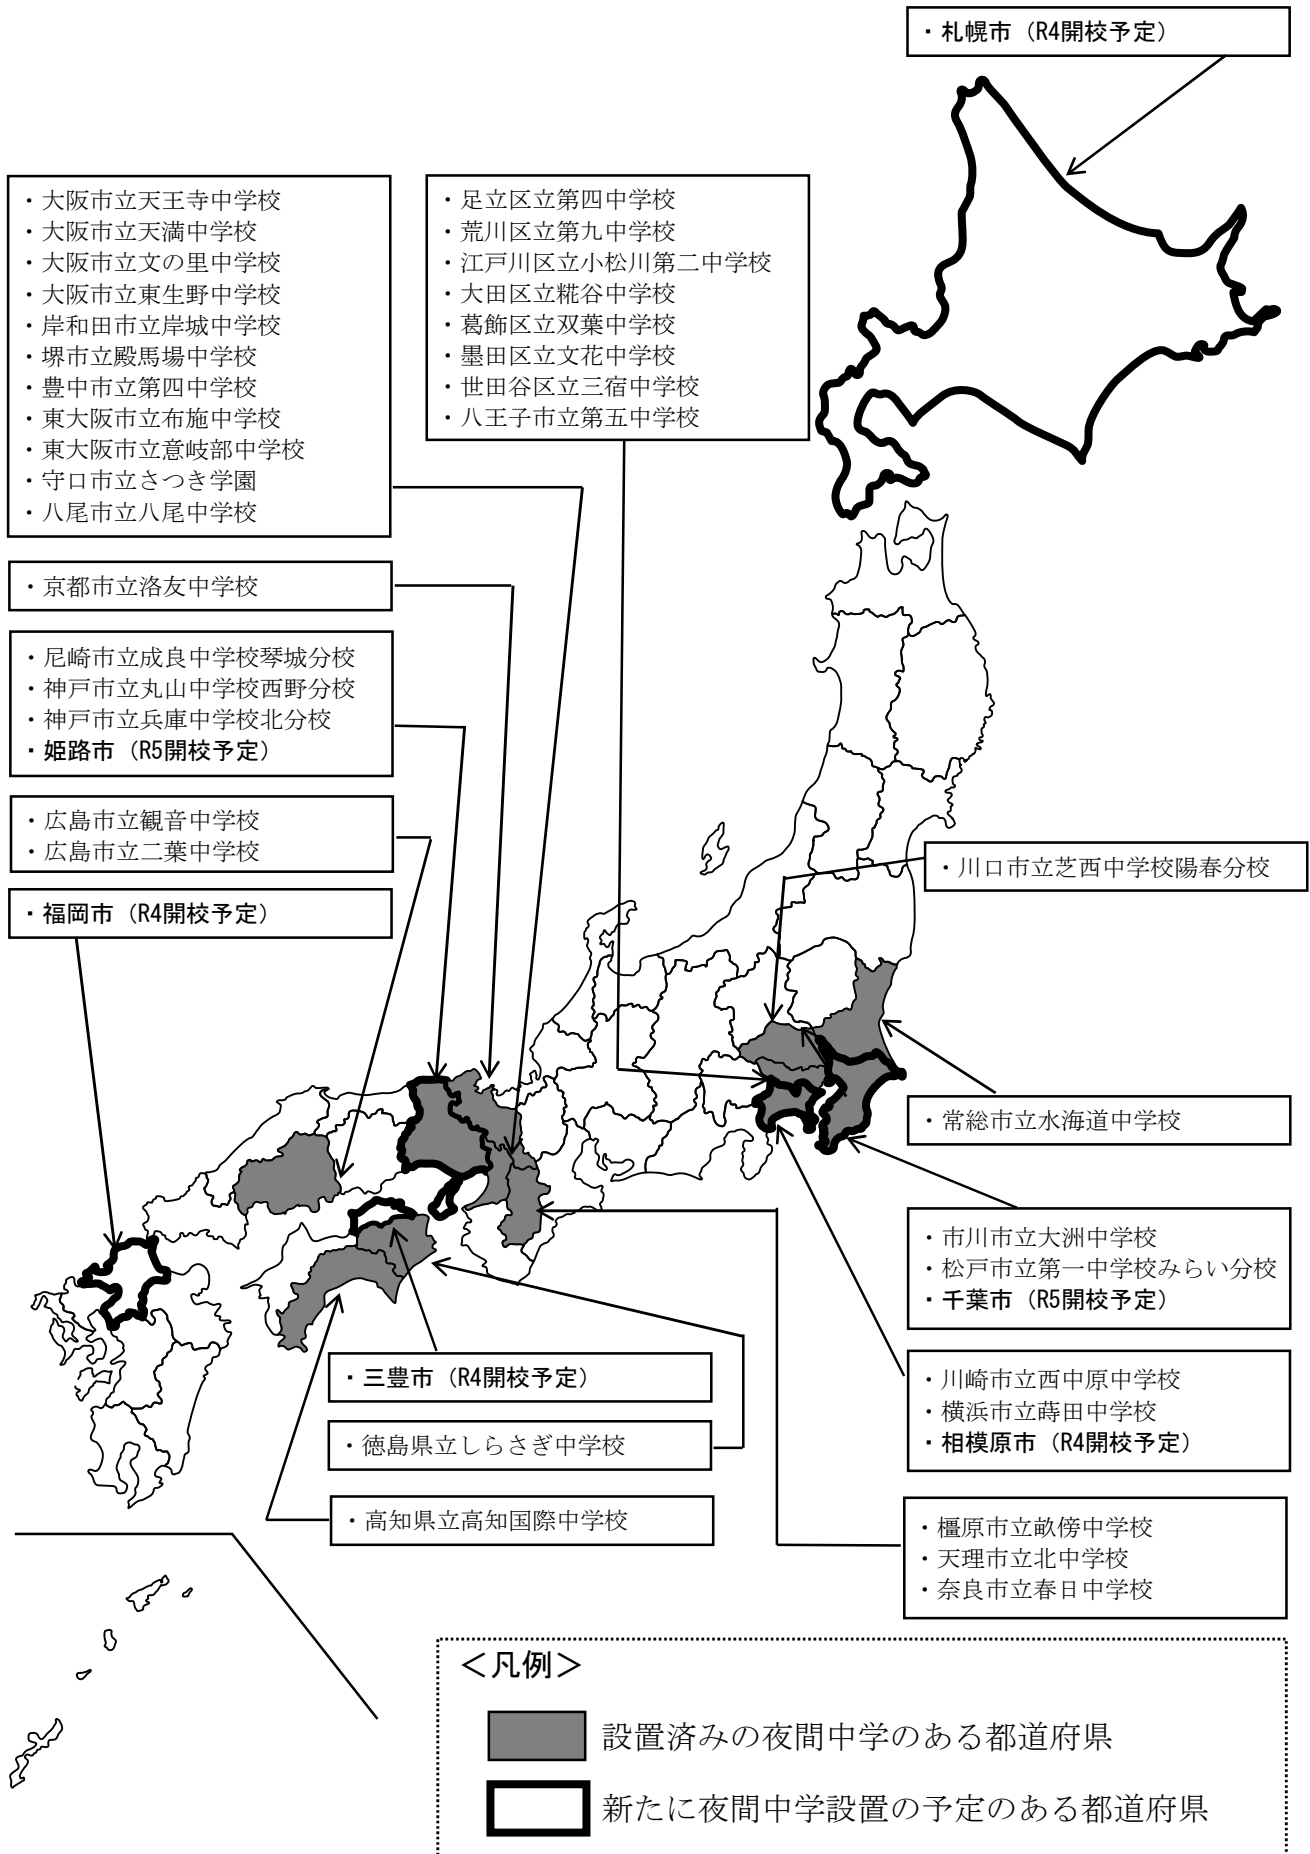 ・札幌市（R4開校予定）
・大阪市立天王寺中学校
・大阪市立天満中学校
・大阪市立文の里中学校
・大阪市立東生野中学校
・岸和田市立岸城中学校
・堺市立殿馬場中学校
・豊中市立第四中学校
・東大阪市立布施中学校
・東大阪市立意岐部中学校
・守口市立さつき学園
・八尾市立八尾中学校
・足立区立第四中学校
・荒川区立第九中学校
・江戸川区立小松川第二中学校
・大田区立糀谷中学校
・葛飾区立双葉中学校
・墨田区立文花中学校
・世田谷区立三宿中学校
・八王子市立第五中学校
・京都市立洛友中学校
・尼崎市立成良中学校琴城分校
・神戸市立丸山中学校西野分校
・神戸市立兵庫中学校北分校
・姫路市（R5開校予定）
・広島市立観音中学校
・広島市立二葉中学校
・川口市立芝西中学校陽春分校
・福岡市（R4開校予定）
・常総市立水海道中学校
・市川市立大洲中学校
・松戸市立第一中学校みらい分校
・千葉市（R5開校予定）
・三豊市（R4開校予定）
・川崎市立西中原中学校
・横浜市立蒔田中学校
・相模原市（R4開校予定）
・徳島県立しらさぎ中学校
・高知県立高知国際中学校
・橿原市立畝傍中学校
・天理市立北中学校
・奈良市立春日中学校
＜凡例＞
設置済みの夜間中学のある都道府県
新たに夜間中学設置の予定のある都道府県